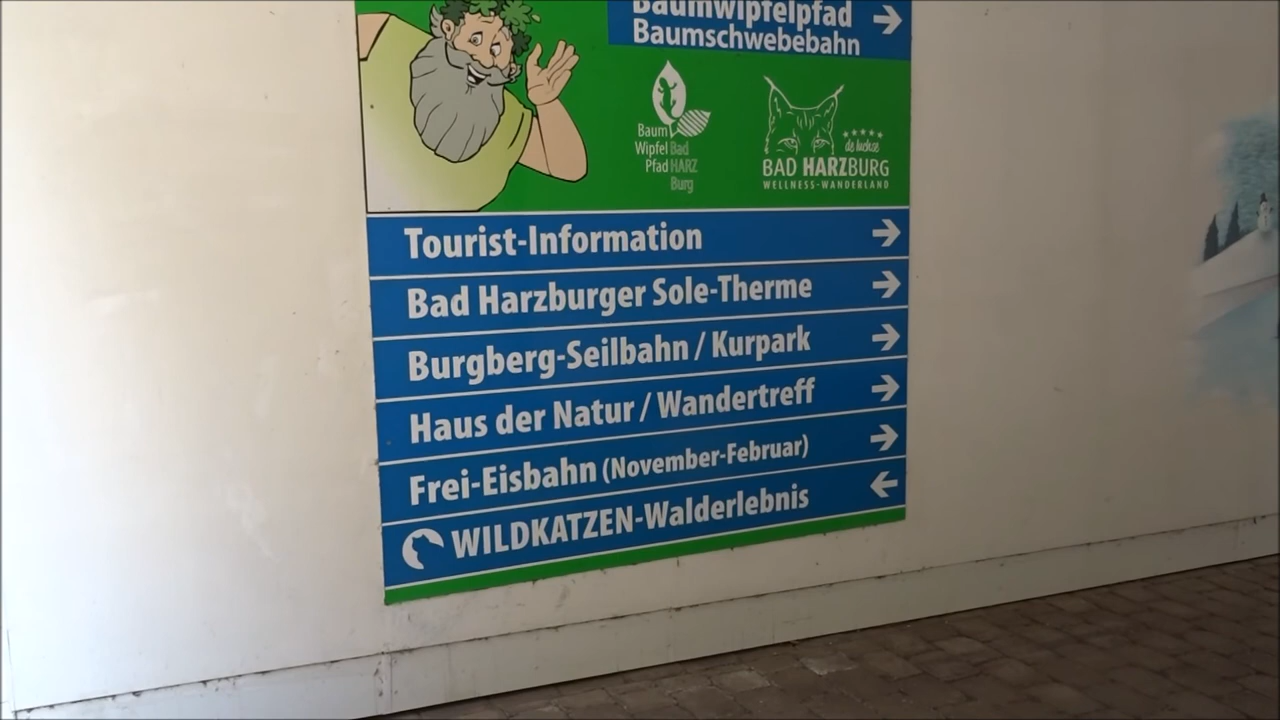 Baumwipfelpfad
Baumschwebebahn
Baum
Wipfel Bad
Pfad HARZ
Burg
de luchse
BAD HARZBURG
WELLNESS-WANDERLAND
Tourist-Information
Bad Harzburger Sole-Therme
Burgberg-Seilbahn / Kurpark
Haus der Natur / Wandertreff
Frei-Eisbahn (November-Februar)
WILDKATZEN-Walderlebnis